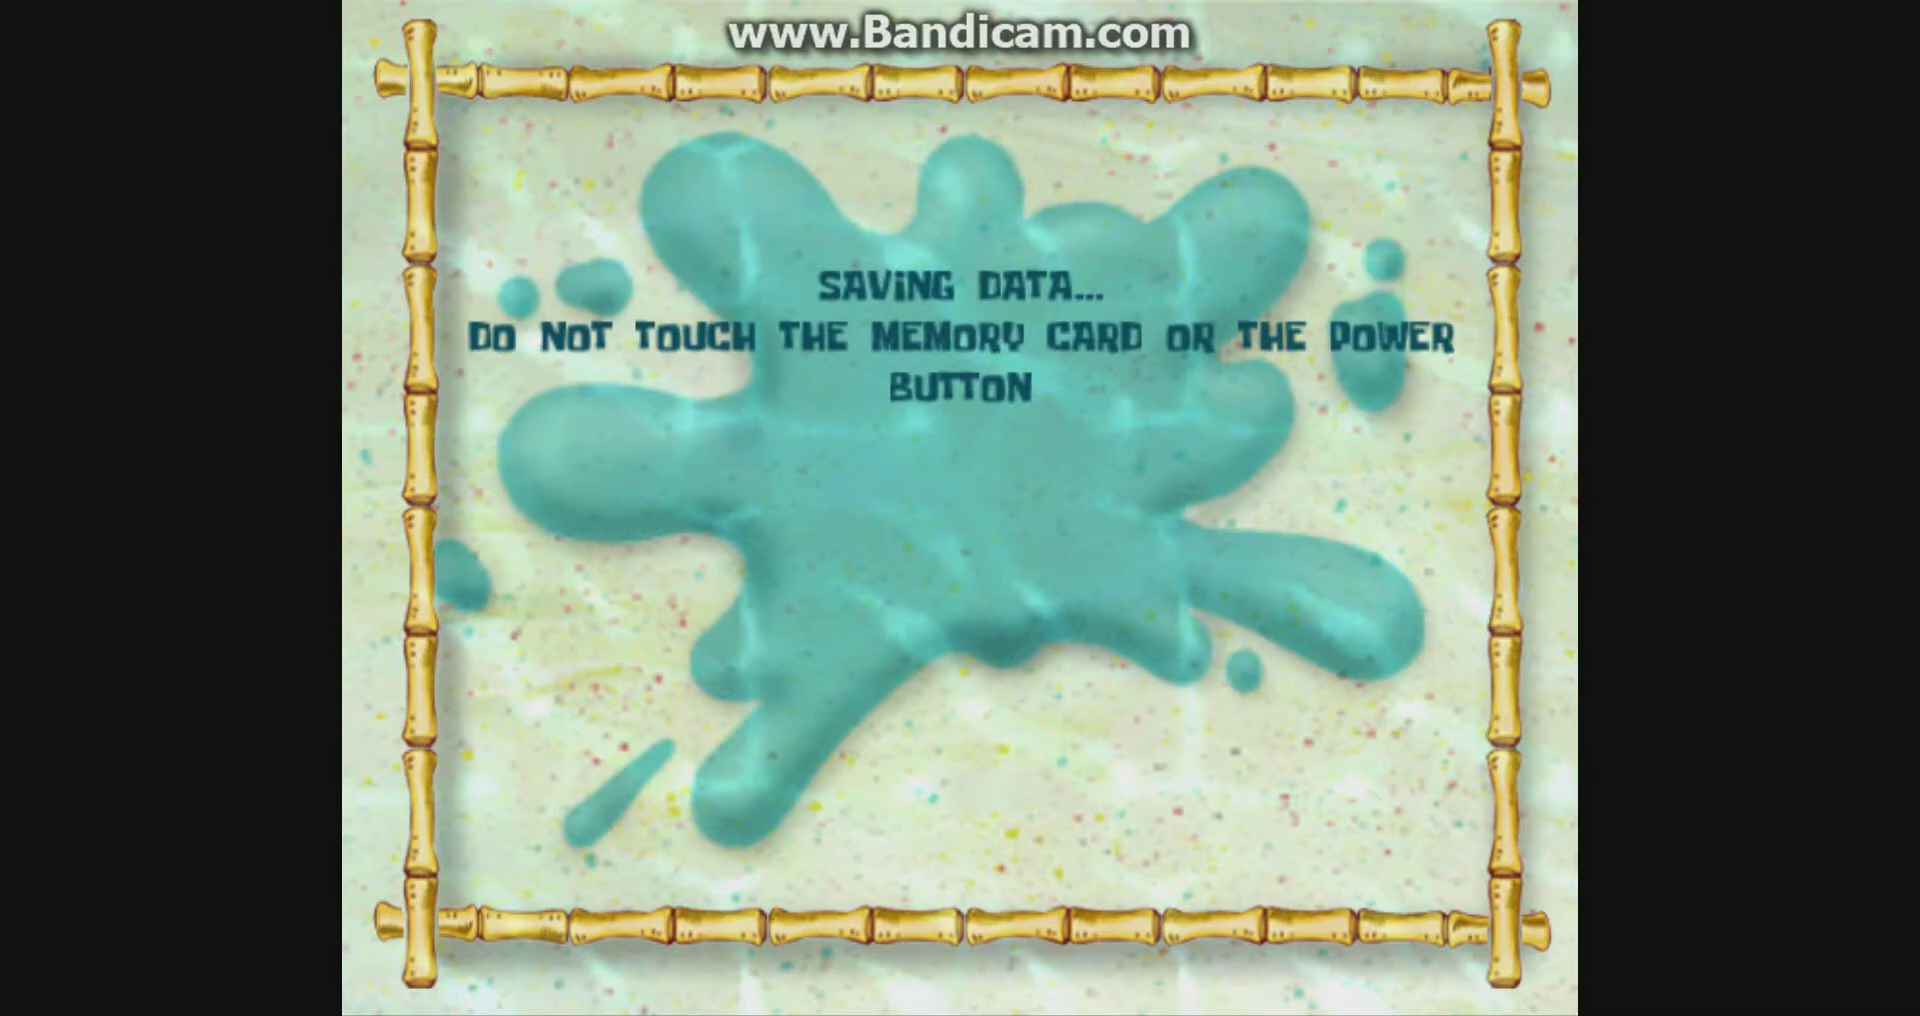 www.Bandicam.com
SAViNG DATA...
DO NOT TOUCH THE MEMORY CARD OR THE POWER
BUTTON